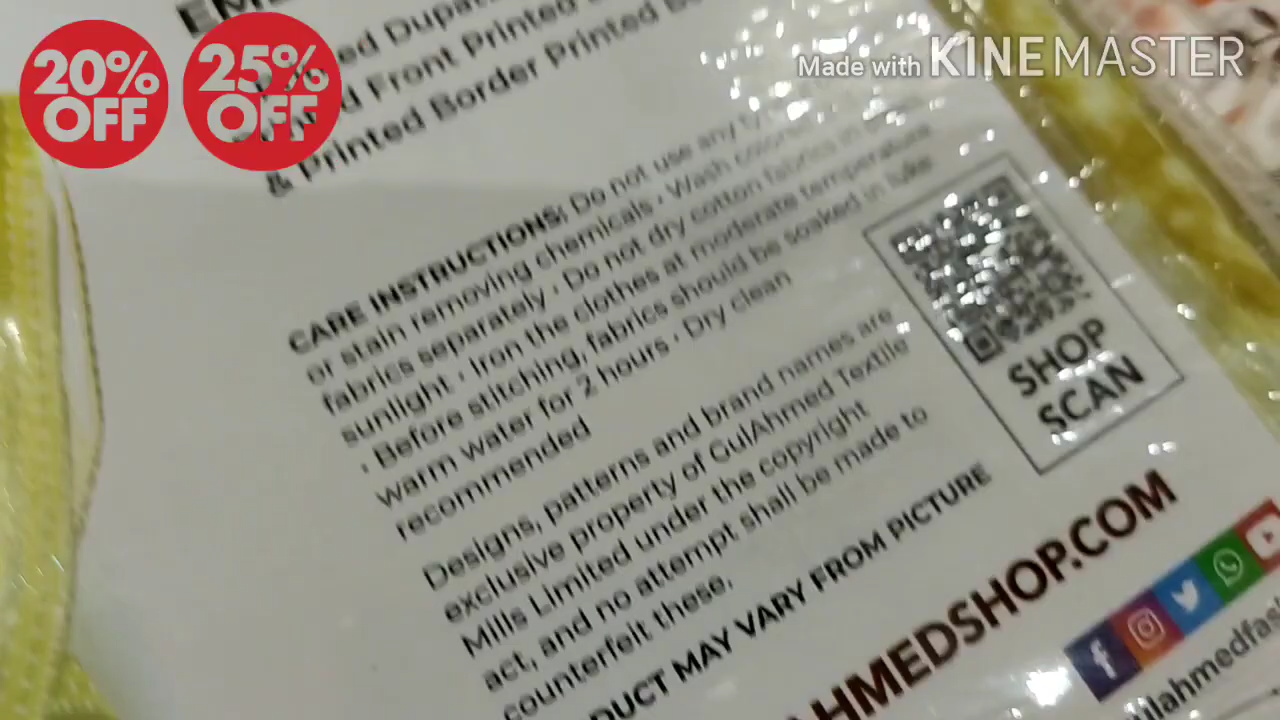 20%
OFF
25%
OFF
Made with KINEMASTER
ed Dupat
d Front Printed
& Printed Border Printed
CARE INSTRUCTIONS: Do not use any
or stain removing chemicals · Wash
fabrics separately · Do not dry cotton fabrics in
sunlight · Iron the clothes at moderate temperature
· Before stitching, fabrics should be soaked in luke
warm water for 2 hours · Dry clean
recommended
Designs, patterns and brand names are
exclusive property of GulAhmed Textile
Mills Limited under the copyright
act, and no attempt shall be made to
counterfeit these.
DUCT MAY VARY FROM PICTURE
SHOP
SCAN
AHMEDSHOP.COM
ulahmedfas